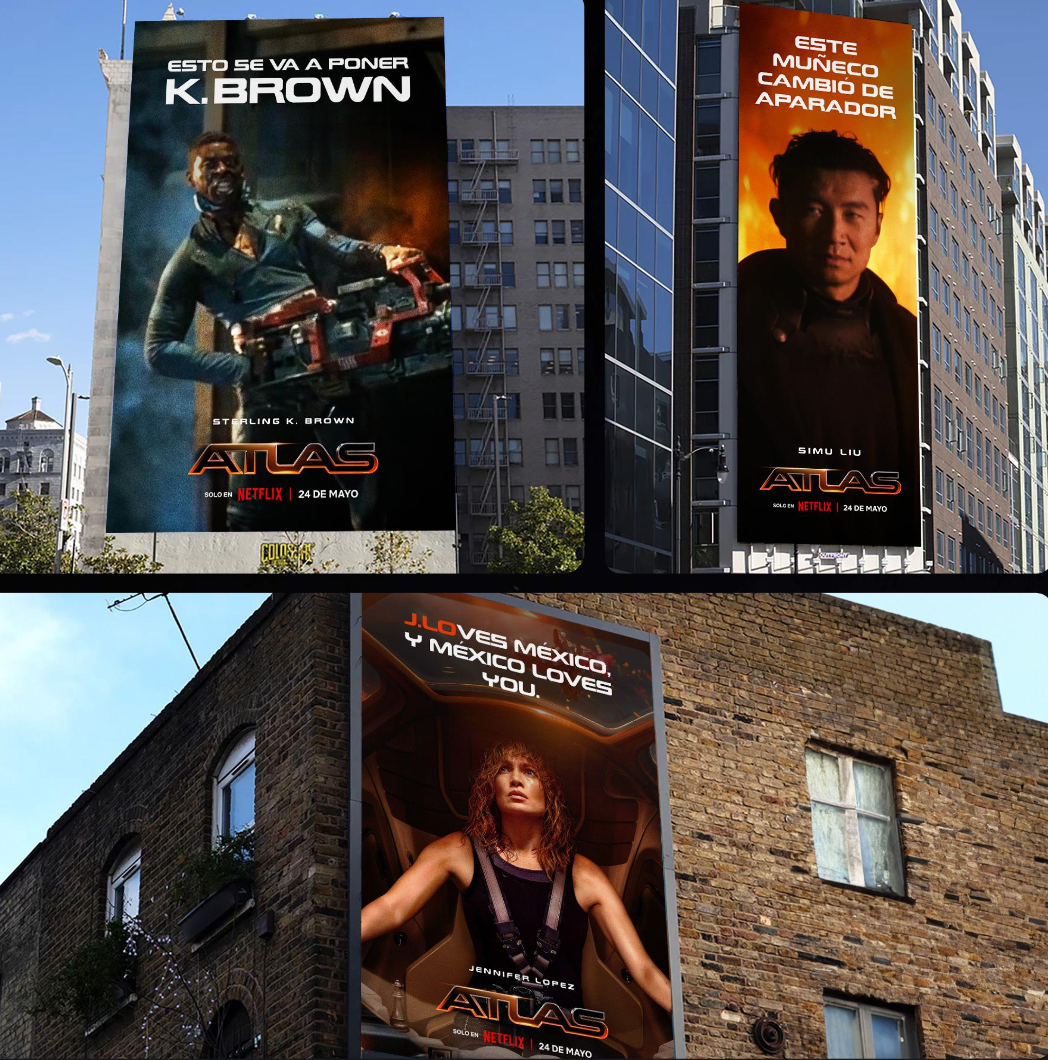 ESTO SE VA A PONER
K.BROWN
STERLING K. BROWN
ATLAS
SOLO EN NETFLIX | 24 DE MAYO
COLOSSAL
ESTE
MUÑECO
CAMBIÓ DE
APARADOR
SIMU LIU
ATLAS
SOLO EN NETFLIX | 24 DE MAYO
OUTFRONT
J.LOVES MÉXICO,
Y MÉXICO LOVES
YOU.
JENNIFER LOPEZ
ATLAS
SOLO EN NETFLIX | 24 DE MAYO